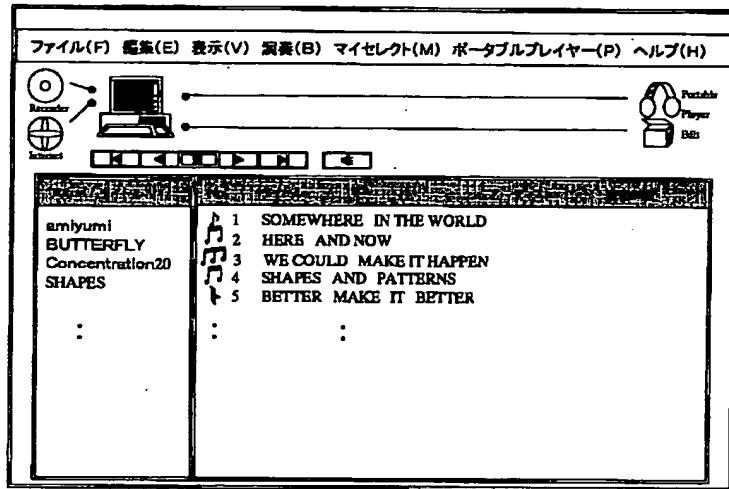 ファイル(F) 編集(E) 表示(V) 演奏(B) マイセレクト(M) ポータブルプレイヤー(P) ヘルプ(H)
Recorder
Internet
Portable
Player
Edit
amiyumi
BUTTERFLY
Concentration20
SHAPES
:
1 SOMEWHERE IN THE WORLD
2 HERE AND NOW
3 WE COULD MAKE IT HAPPEN
4 SHAPES AND PATTERNS
5 BETTER MAKE IT BETTER
: :